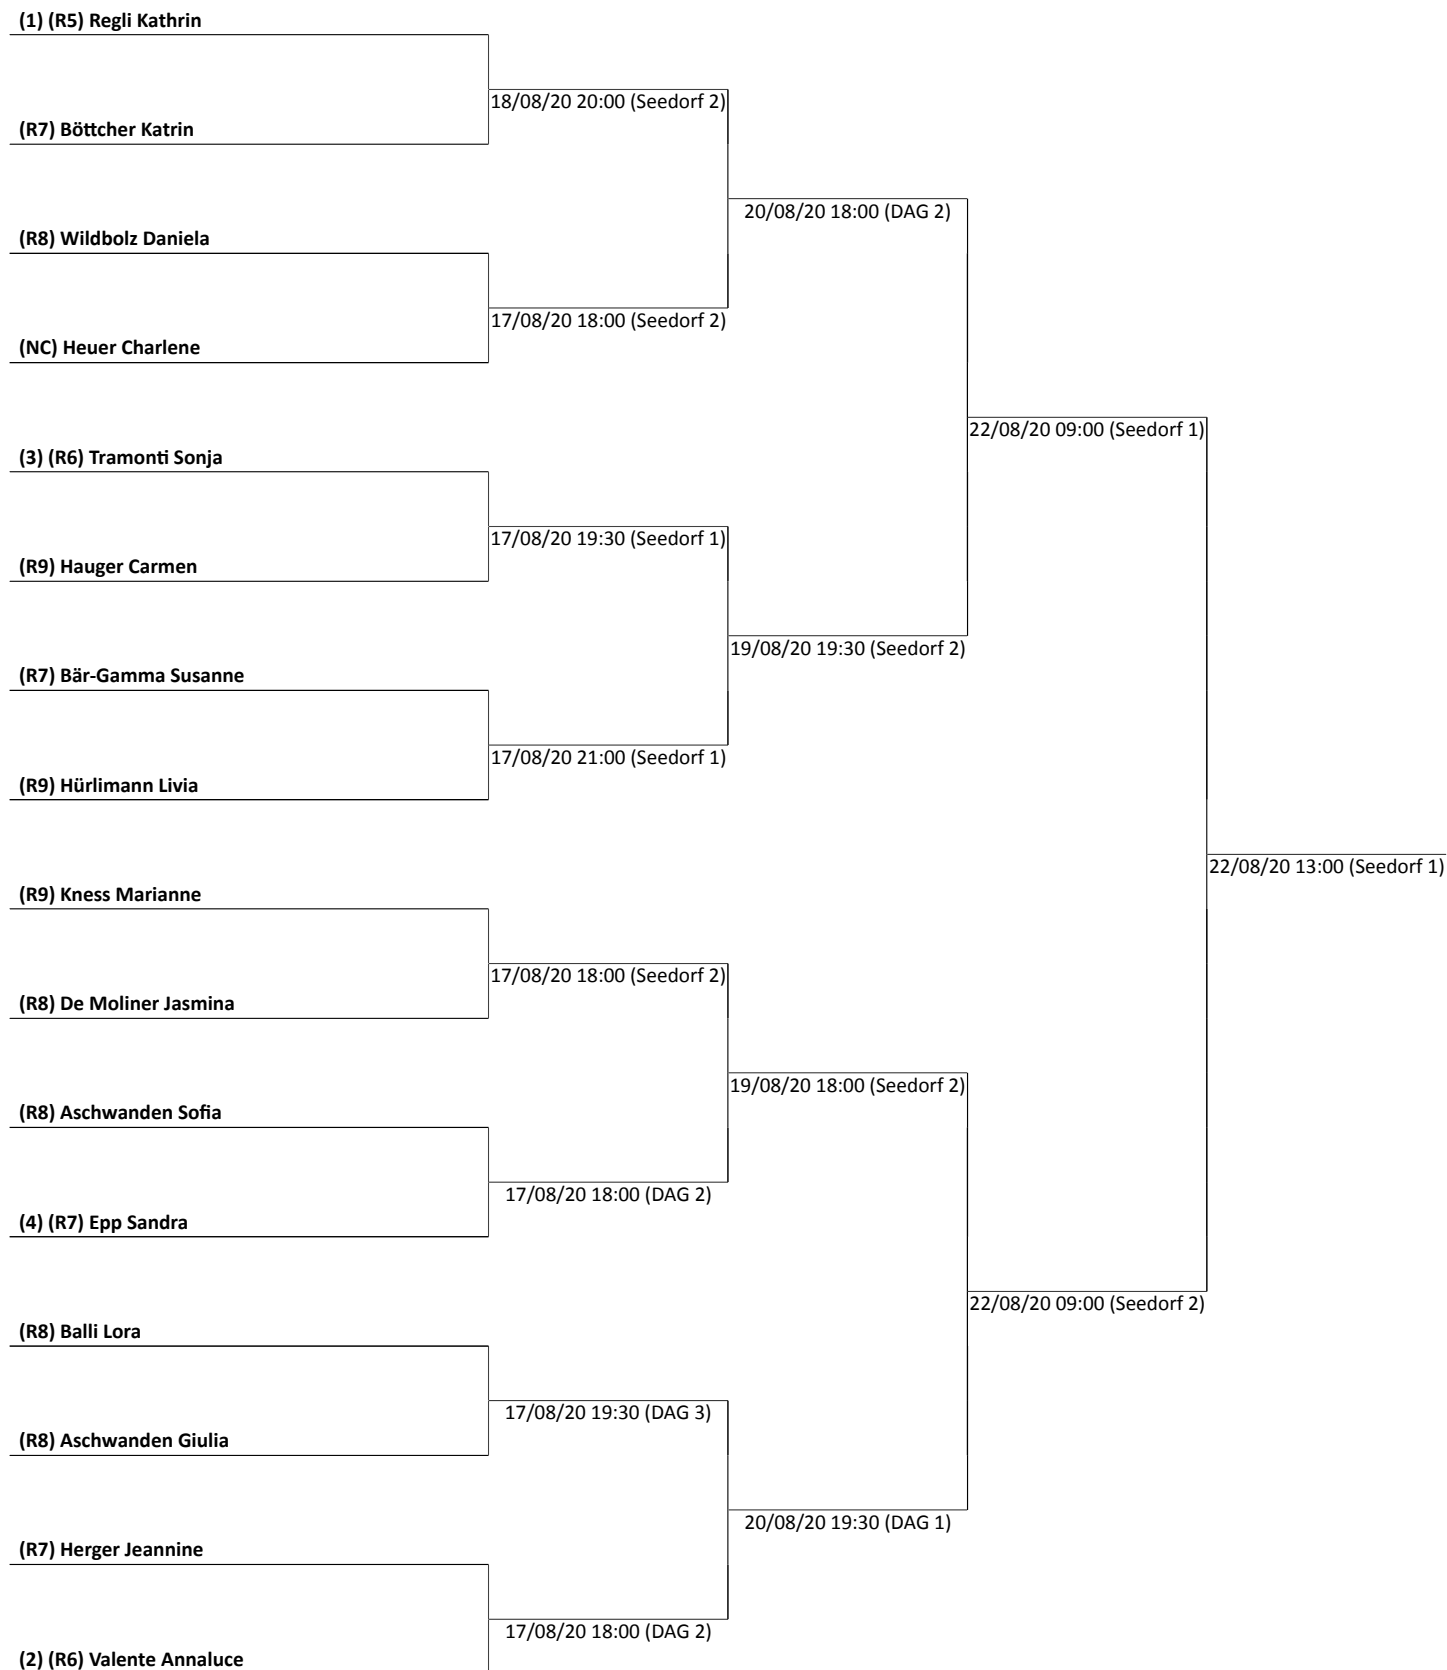 (1) (R5) Regli Kathrin
18/08/20 20:00 (Seedorf 2)
(R7) Böttcher Katrin
20/08/20 18:00 (DAG 2)
(R8) Wildbolz Daniela
17/08/20 18:00 (Seedorf 2)
(NC) Heuer Charlene
22/08/20 09:00 (Seedorf 1)
(3) (R6) Tramonti Sonja
17/08/20 19:30 (Seedorf 1)
(R9) Hauger Carmen
19/08/20 19:30 (Seedorf 2)
(R7) Bär-Gamma Susanne
17/08/20 21:00 (Seedorf 1)
(R9) Hürlimann Livia
22/08/20 13:00 (Seedorf 1)
(R9) Kness Marianne
17/08/20 18:00 (Seedorf 2)
(R8) De Moliner Jasmina
19/08/20 18:00 (Seedorf 2)
(R8) Aschwanden Sofia
17/08/20 18:00 (DAG 2)
(4) (R7) Epp Sandra
22/08/20 09:00 (Seedorf 2)
(R8) Balli Lora
17/08/20 19:30 (DAG 3)
(R8) Aschwanden Giulia
20/08/20 19:30 (DAG 1)
(R7) Herger Jeannine
17/08/20 18:00 (DAG 2)
(2) (R6) Valente Annaluce